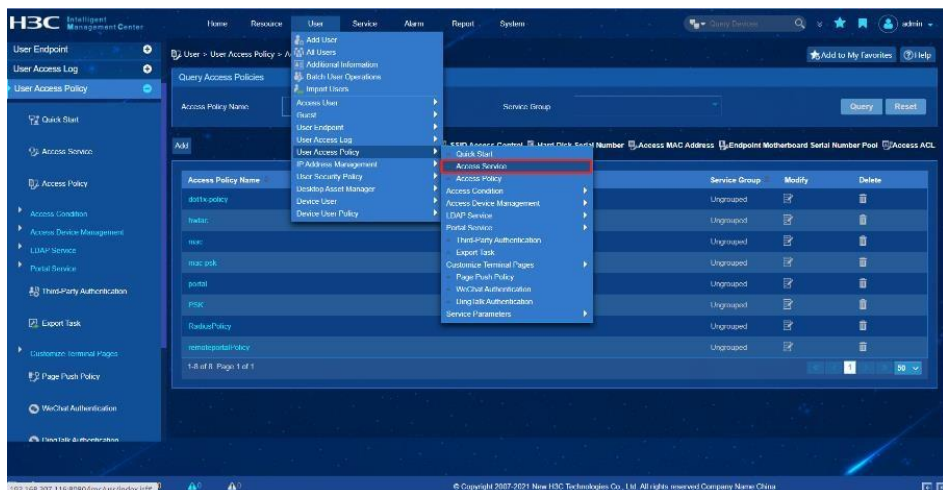 H3C Intelligent Management Center
Home Resource User Service Alarm Report System
Query Devices
admin
User Endpoint
User Access Log
User Access Policy
Quick Start
Access Service
Access Policy
Access Condition
Access Device Management
LDAP Service
Portal Service
Third-Party Authentication
Export Task
Customize Terminal Pages
Page Push Policy
WeChat Authentication
DingTalk Authentication
User > User Access Policy >
Add to My Favorites Help
Query Access Policies
Access Policy Name
Service Group
Query Reset
Add
SSID Access Control Hard Disk Serial Number Access MAC Address Endpoint Motherboard Serial Number Pool Access ACL
Access Policy Name Service Group Modify Delete
dot1x-policy Ungrouped
Ungrouped
mac Ungrouped
mac psk Ungrouped
portal Ungrouped
PSK Ungrouped
RadiusPolicy Ungrouped
remoteportalPolicy Ungrouped
1-8 of 8. Page 1 of 1
1 50
Add User
All Users
Additional Information
Batch User Operations
Import Users
Access User
Guest
User Endpoint
User Access Log
User Access Policy
IP Address Management
User Security Policy
Desktop Asset Manager
Device User
Device User Policy
Quick Start
Access Service
Access Policy
Access Condition
Access Device Management
LDAP Service
Portal Service
Third-Party Authentication
Export Task
Customize Terminal Pages
Page Push Policy
WeChat Authentication
DingTalk Authentication
Service Parameters
© Copyright 2007-2021 New H3C Technologies Co., Ltd. All rights reserved Company Name China